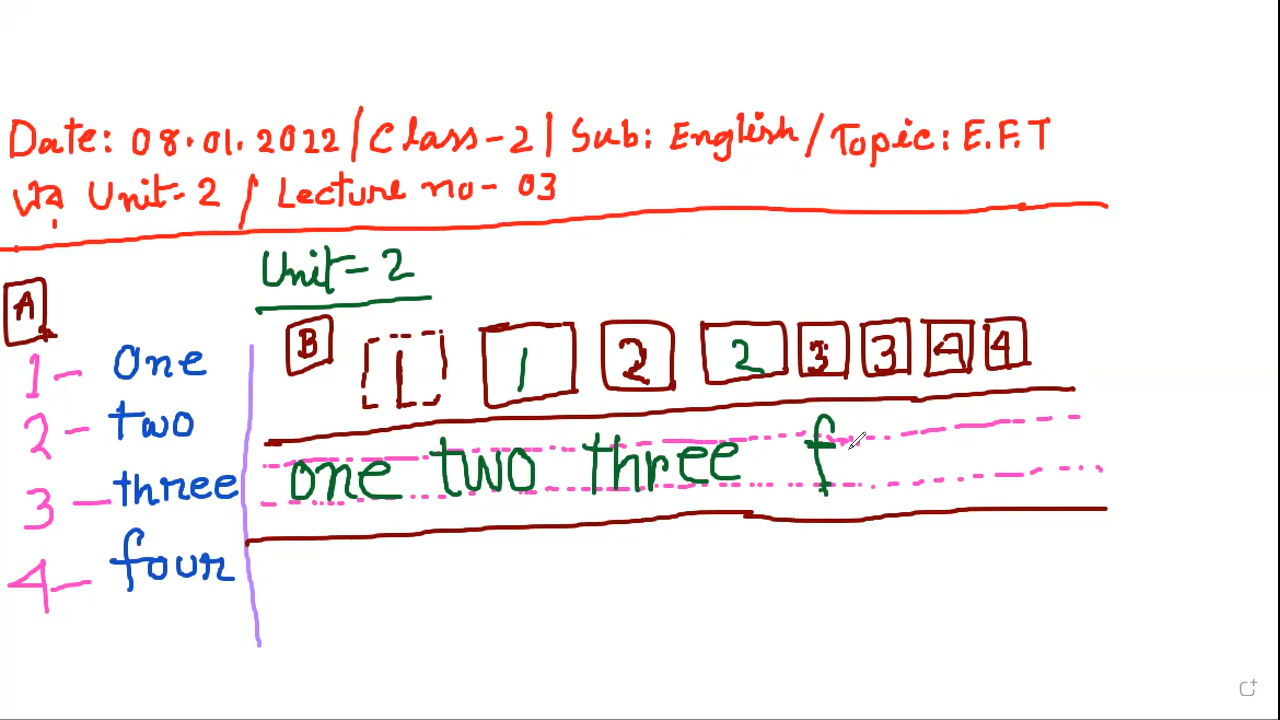 Date: 08.01.2022 / Class-2 / Sub: English / Topic: E.F.T
Unit-2 / Lecture no- 03
Unit-2
A
1 - one
2 - two
3 - three
4 - four
B 1 1 2 2 3 3 4 4
one two three f